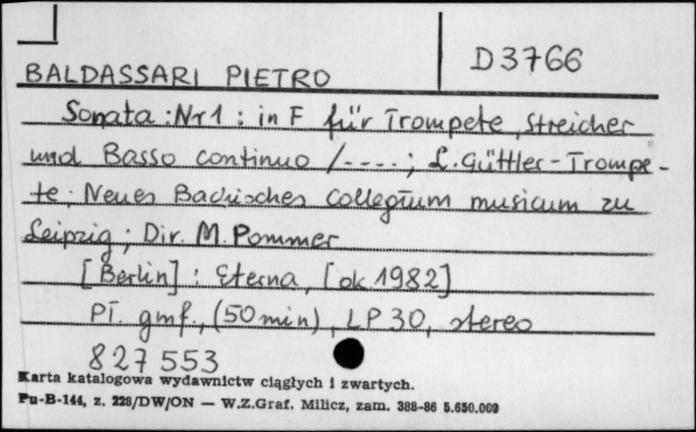 D3766
BALDASSARI PIETRO
Sonata : Nr1 : in F für Trompete, Streicher
und Basso continuo /----; L. Güttler - Trompe-
te; Neues Bachisches Collegium musicum zu
Leipzig; Dir. M. Pommer
[Berlin] : Eterna, [ok 1982]
Pł. gmf., (50 min), LP 30, stereo
827 553
Karta katalogowa wydawnictw ciągłych i zwartych.
Pu-B-144, z. 228/DW/ON — W.Z.Graf. Milicz, zam. 388-86 5.650.000